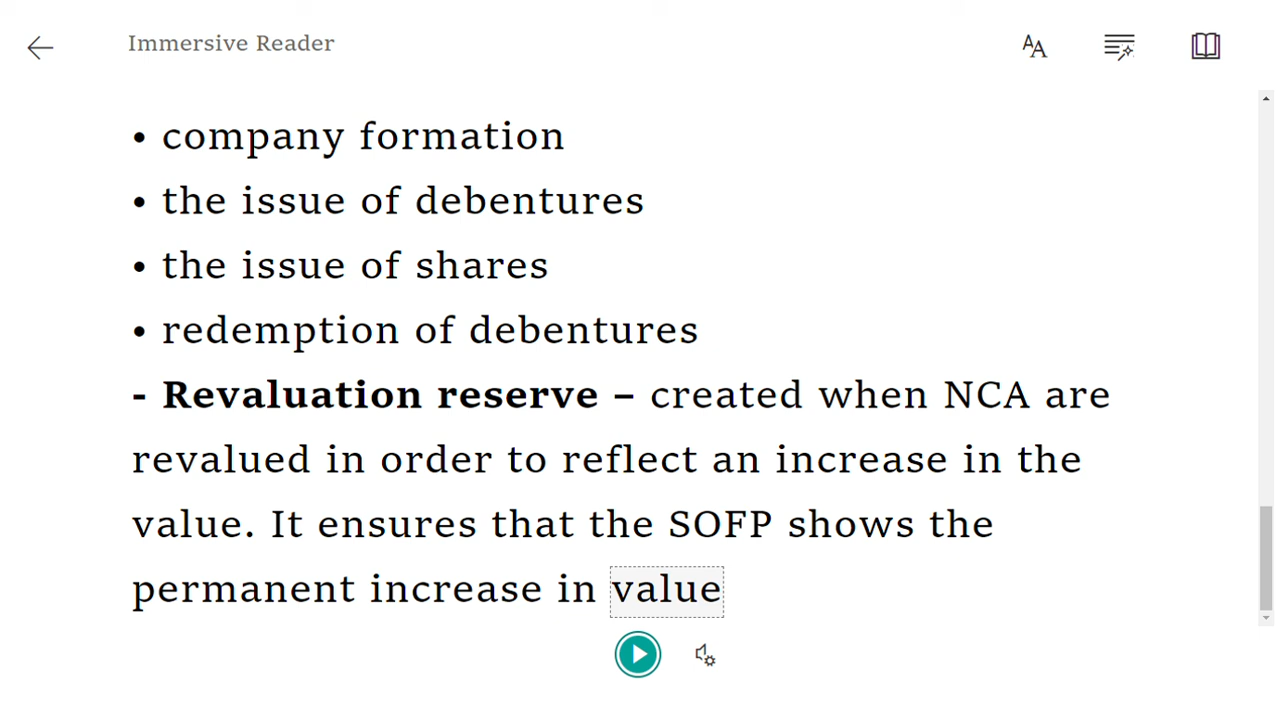 Immersive Reader
• company formation
• the issue of debentures
• the issue of shares
• redemption of debentures
- Revaluation reserve – created when NCA are
revalued in order to reflect an increase in the
value. It ensures that the SOFP shows the
permanent increase in value